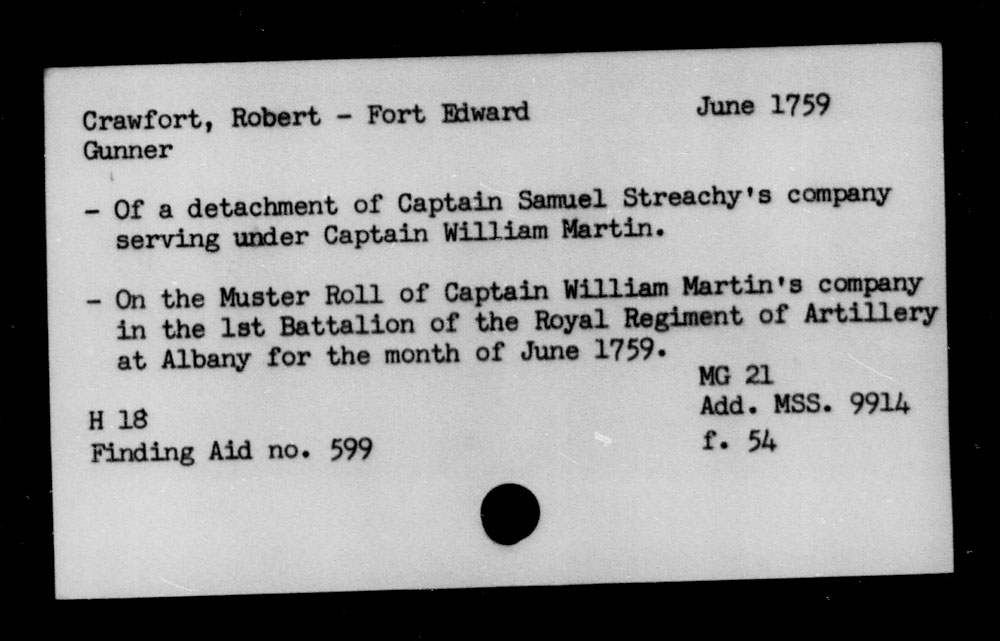 Crawfort, Robert - Fort Edward June 1759
Gunner
- Of a detachment of Captain Samuel Streachy's company
serving under Captain William Martin.
- On the Muster Roll of Captain William Martin's company
in the 1st Battalion of the Royal Regiment of Artillery
at Albany for the month of June 1759.
MG 21
H 18 Add. MSS. 9914
Finding Aid no. 599 f. 54